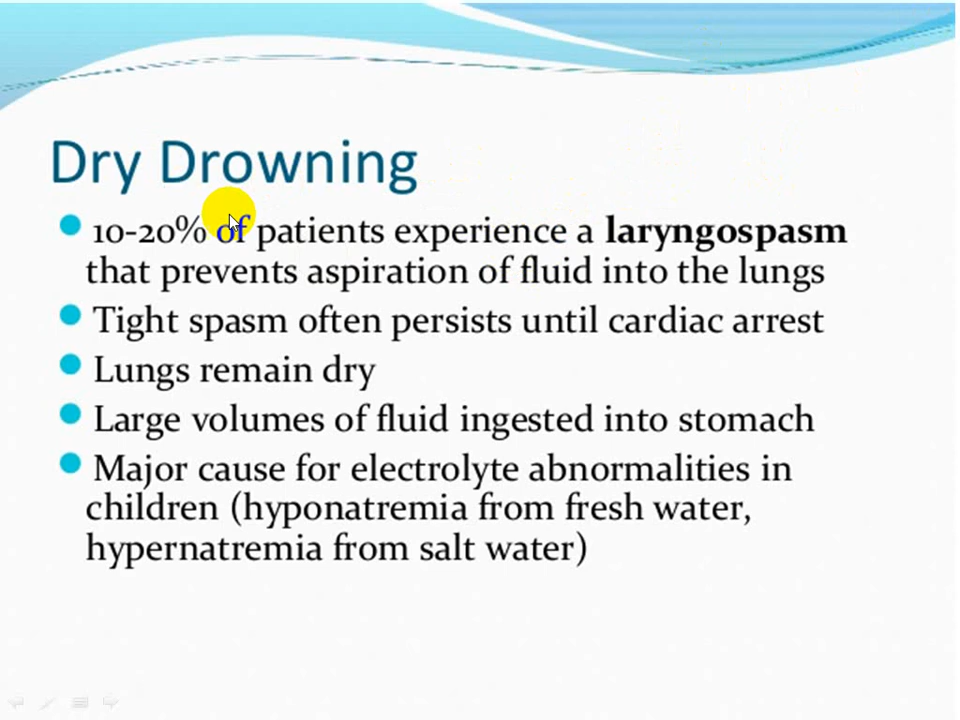 Dry Drowning
10-20% of patients experience a laryngospasm
that prevents aspiration of fluid into the lungs
Tight spasm often persists until cardiac arrest
Lungs remain dry
Large volumes of fluid ingested into stomach
Major cause for electrolyte abnormalities in
children (hyponatremia from fresh water,
hypernatremia from salt water)